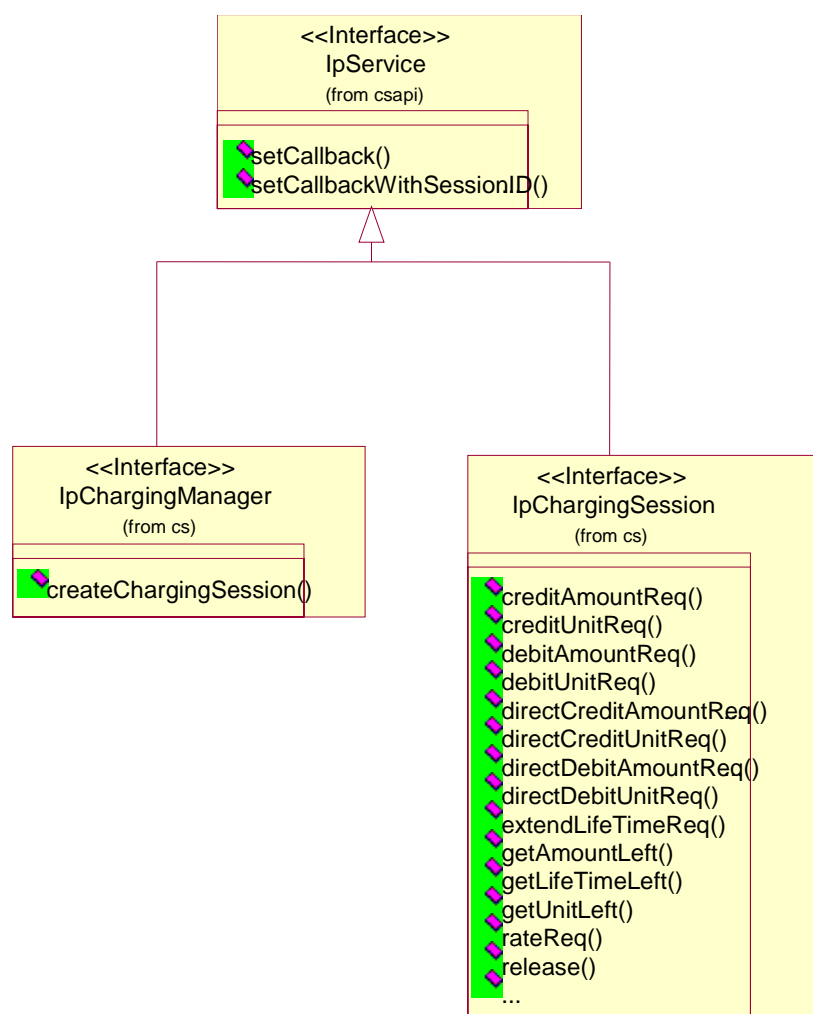 <<Interface>>
IpService
(from csapi)
setCallback()
setCallbackWithSessionID()
<<Interface>>
IpChargingManager
(from cs)
createChargingSession()
<<Interface>>
IpChargingSession
(from cs)
creditAmountReq()
creditUnitReq()
debitAmountReq()
debitUnitReq()
directCreditAmountReq()
directCreditUnitReq()
directDebitAmountReq()
directDebitUnitReq()
extendLifeTimeReq()
getAmountLeft()
getLifeTimeLeft()
getUnitLeft()
rateReq()
release()
...